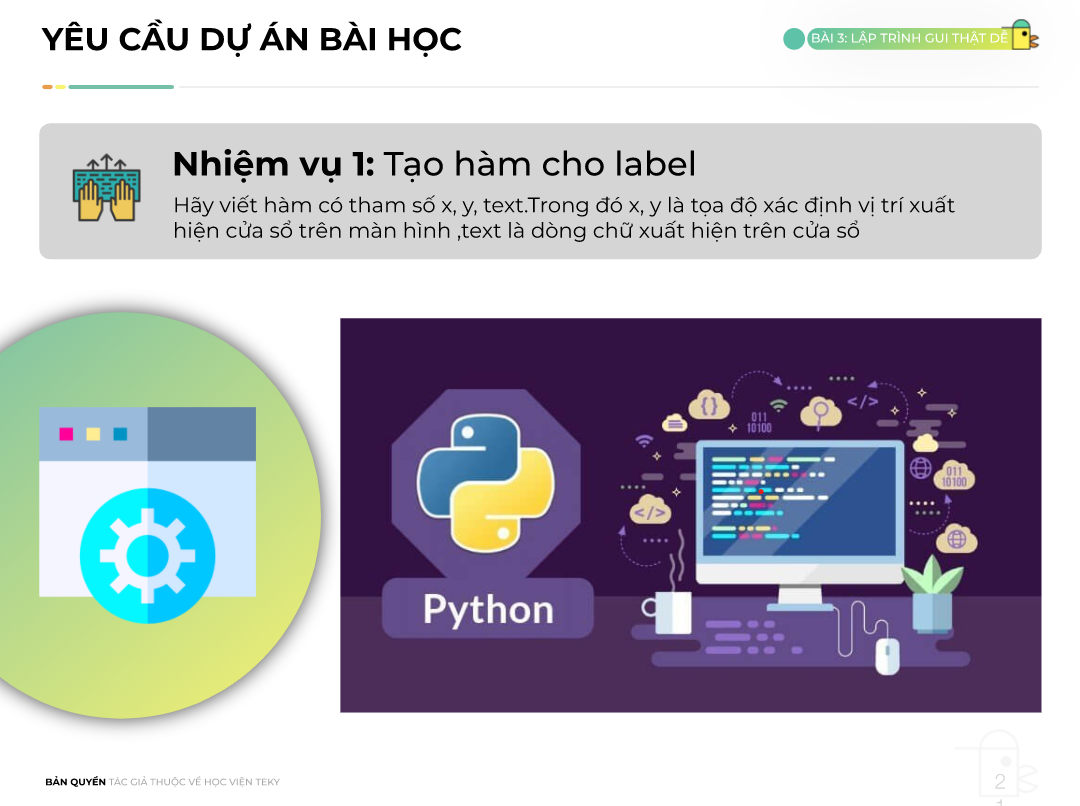 YÊU CẦU DỰ ÁN BÀI HỌC
BÀI 3: LẬP TRÌNH GUI THẬT DỄ
Nhiệm vụ 1: Tạo hàm cho label
Hãy viết hàm có tham số x, y, text.Trong đó x, y là tọa độ xác định vị trí xuất
hiện cửa sổ trên màn hình ,text là dòng chữ xuất hiện trên cửa sổ
{}
011
10100
</>
011
10100
</>
Python
BẢN QUYỀN TÁC GIẢ THUỘC VỀ HỌC VIỆN TEKY
2